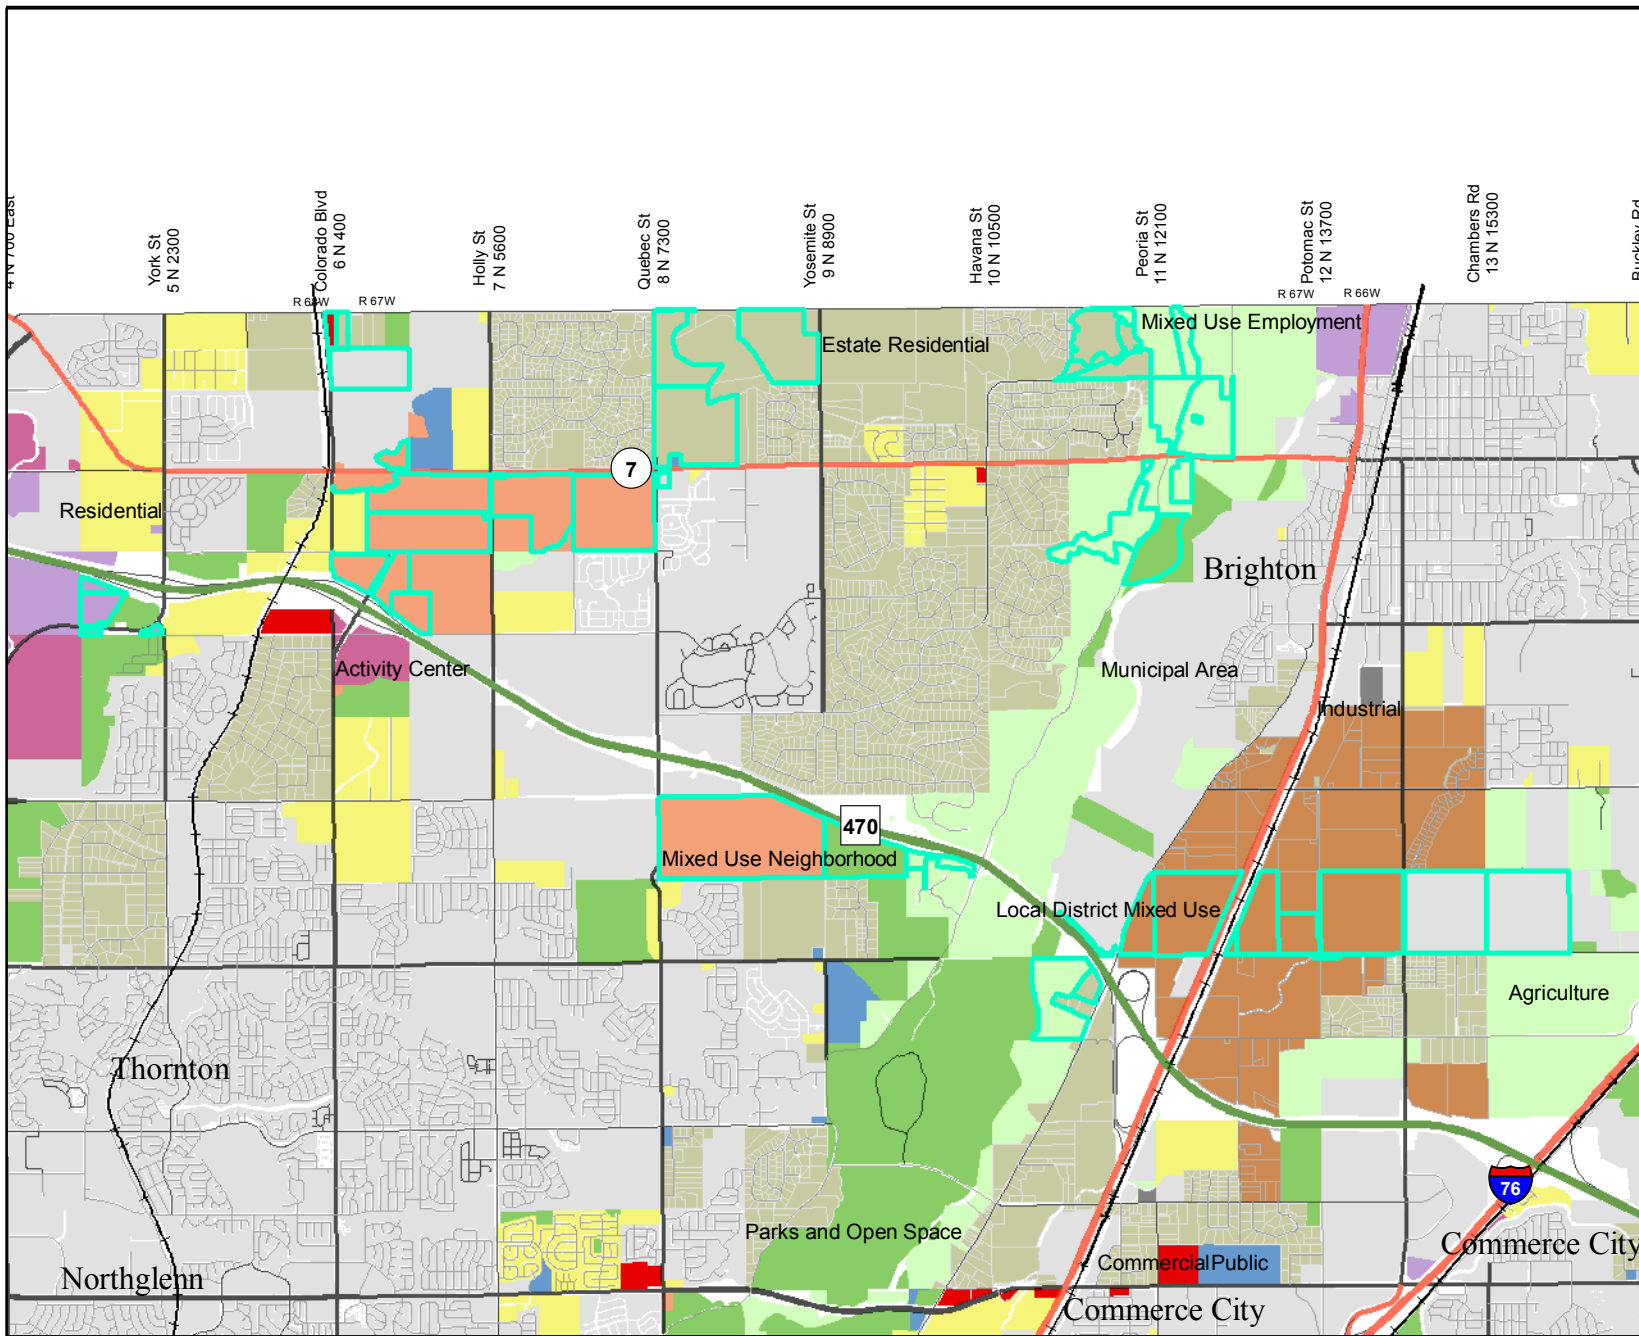 4 N 700 East
York St
5 N 2300
Colorado Blvd
6 N 400
Holly St
7 N 5600
Quebec St
8 N 7300
Yosemite St
9 N 8900
Havana St
10 N 10500
Peoria St
11 N 12100
Potomac St
12 N 13700
Chambers Rd
13 N 15300
Buckley Rd
R 68W
R 67W
R 67W
R 66W
Mixed Use Employment
Estate Residential
7
Residential
Brighton
Activity Center
Municipal Area
Industrial
470
Mixed Use Neighborhood
Local District Mixed Use
Agriculture
Thornton
76
Parks and Open Space
Commerce City
Commercial
Public
Northglenn
Commerce City